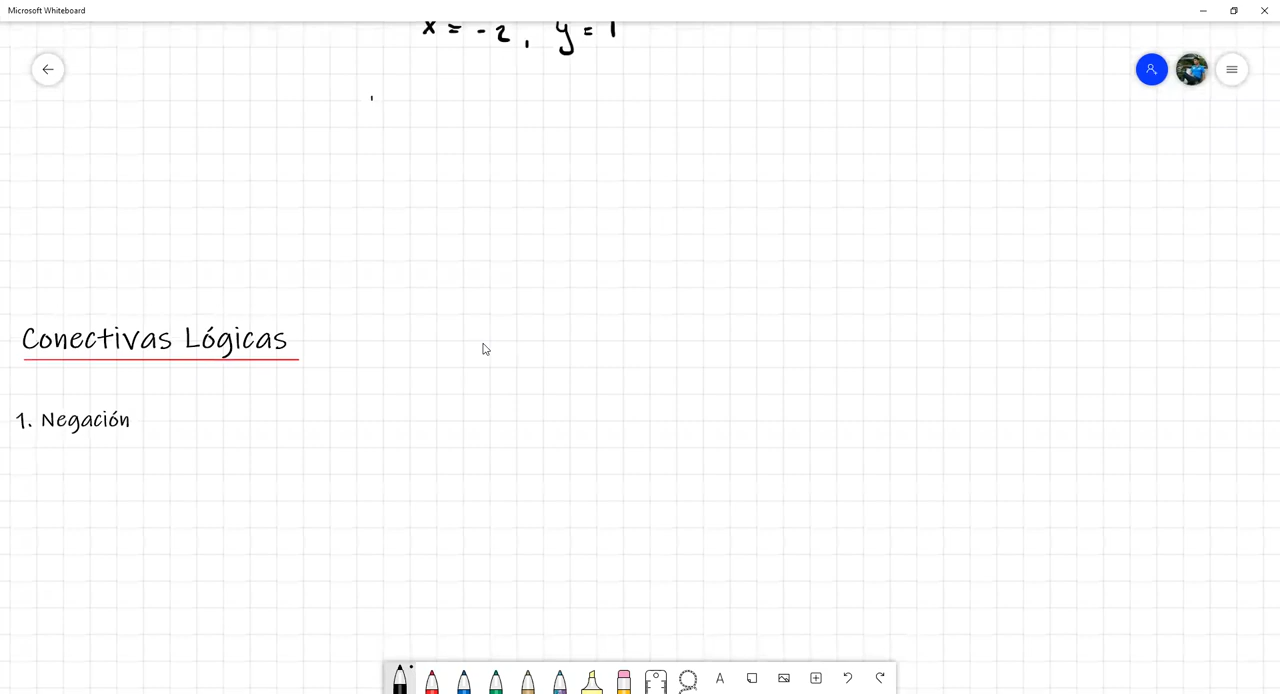 Microsoft Whiteboard
x = -2, y = 1
Conectivas Lógicas
1. Negación
A